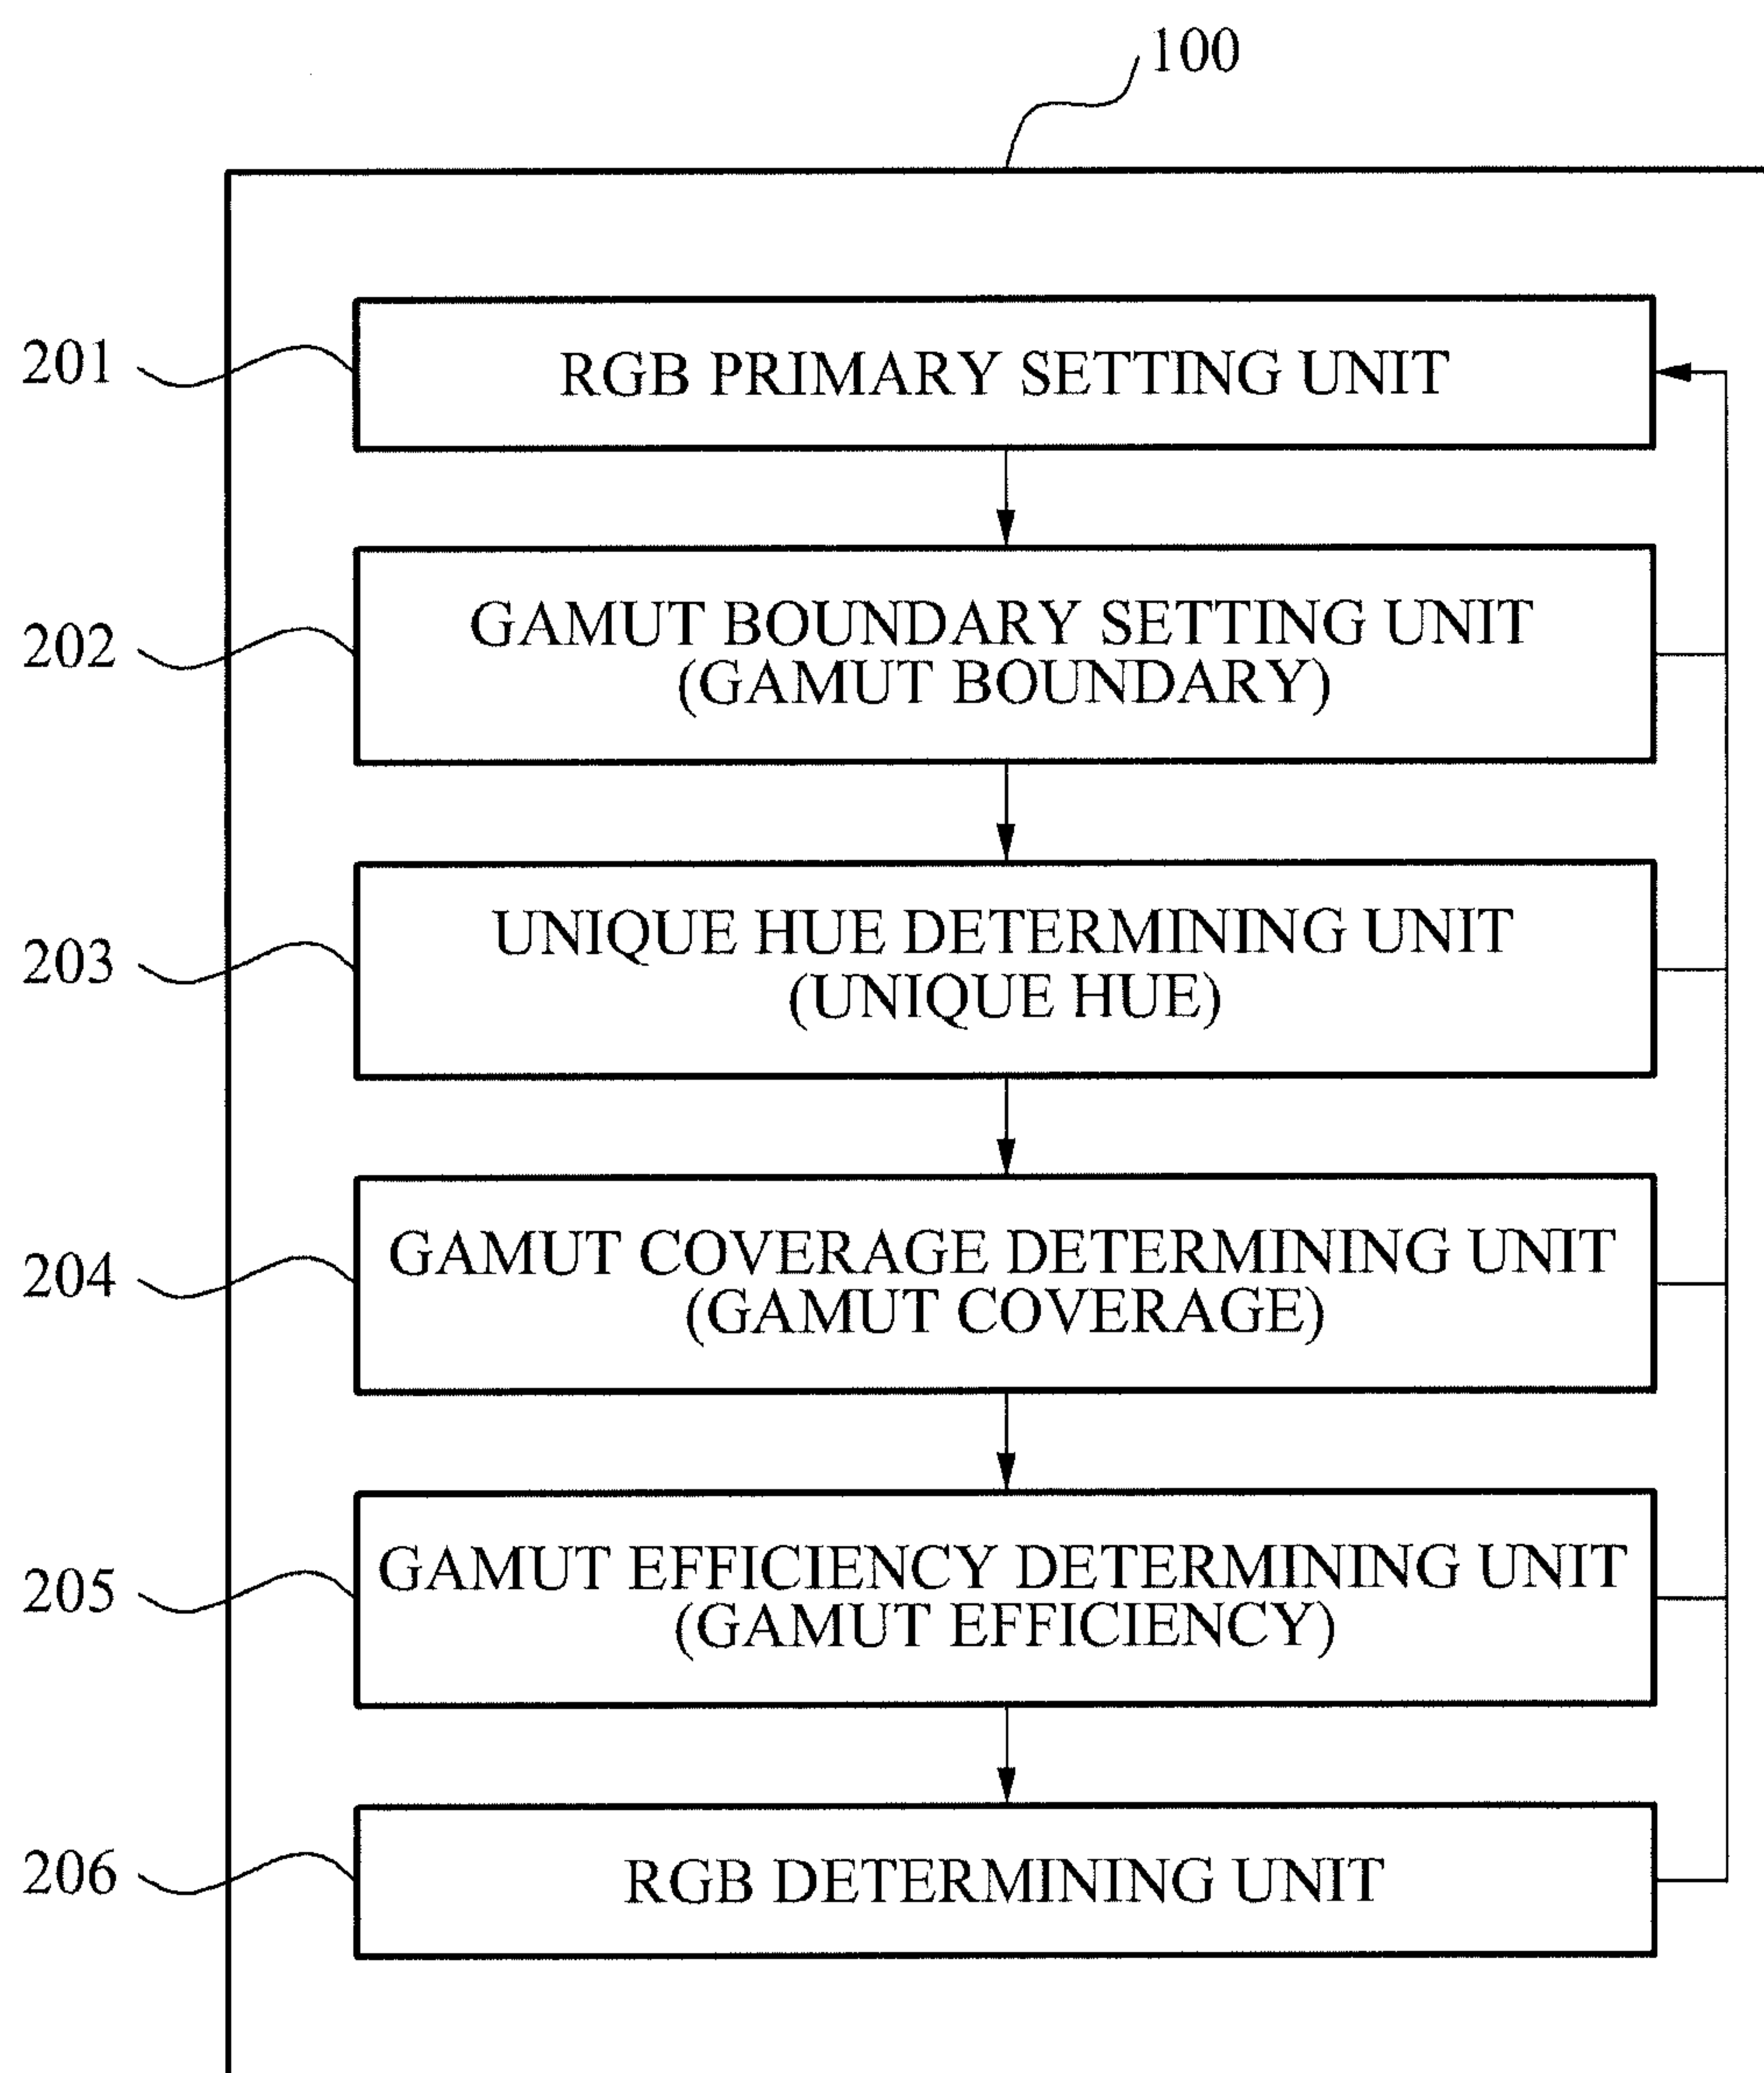 100
201
RGB PRIMARY SETTING UNIT
202
GAMUT BOUNDARY SETTING UNIT
(GAMUT BOUNDARY)
203
UNIQUE HUE DETERMINING UNIT
(UNIQUE HUE)
204
GAMUT COVERAGE DETERMINING UNIT
(GAMUT COVERAGE)
205
GAMUT EFFICIENCY DETERMINING UNIT
(GAMUT EFFICIENCY)
206
RGB DETERMINING UNIT